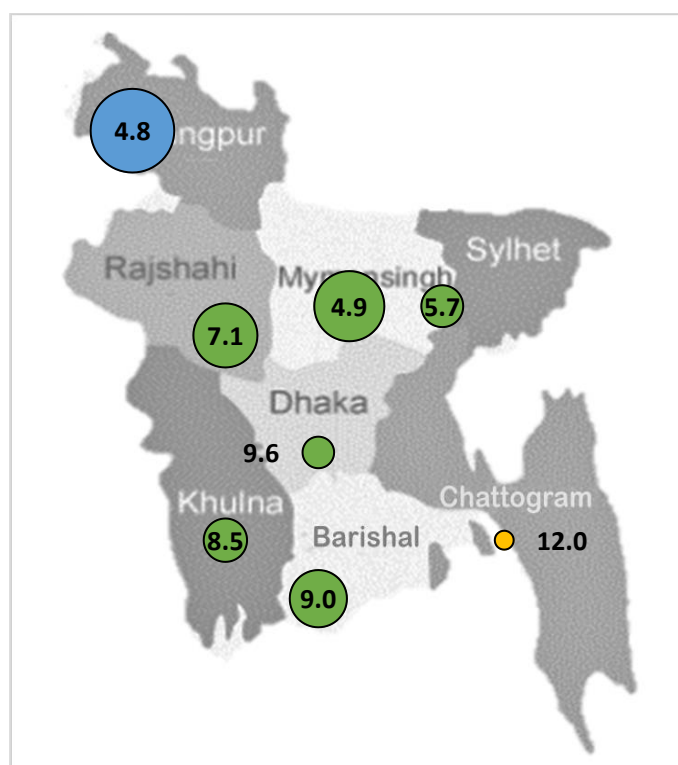 4.8 ngpur
Sylhet
Rajshahi
Mymensingh
4.9
5.7
7.1
Dhaka
9.6
Khulna
Chattogram
8.5
Barishal
12.0
9.0